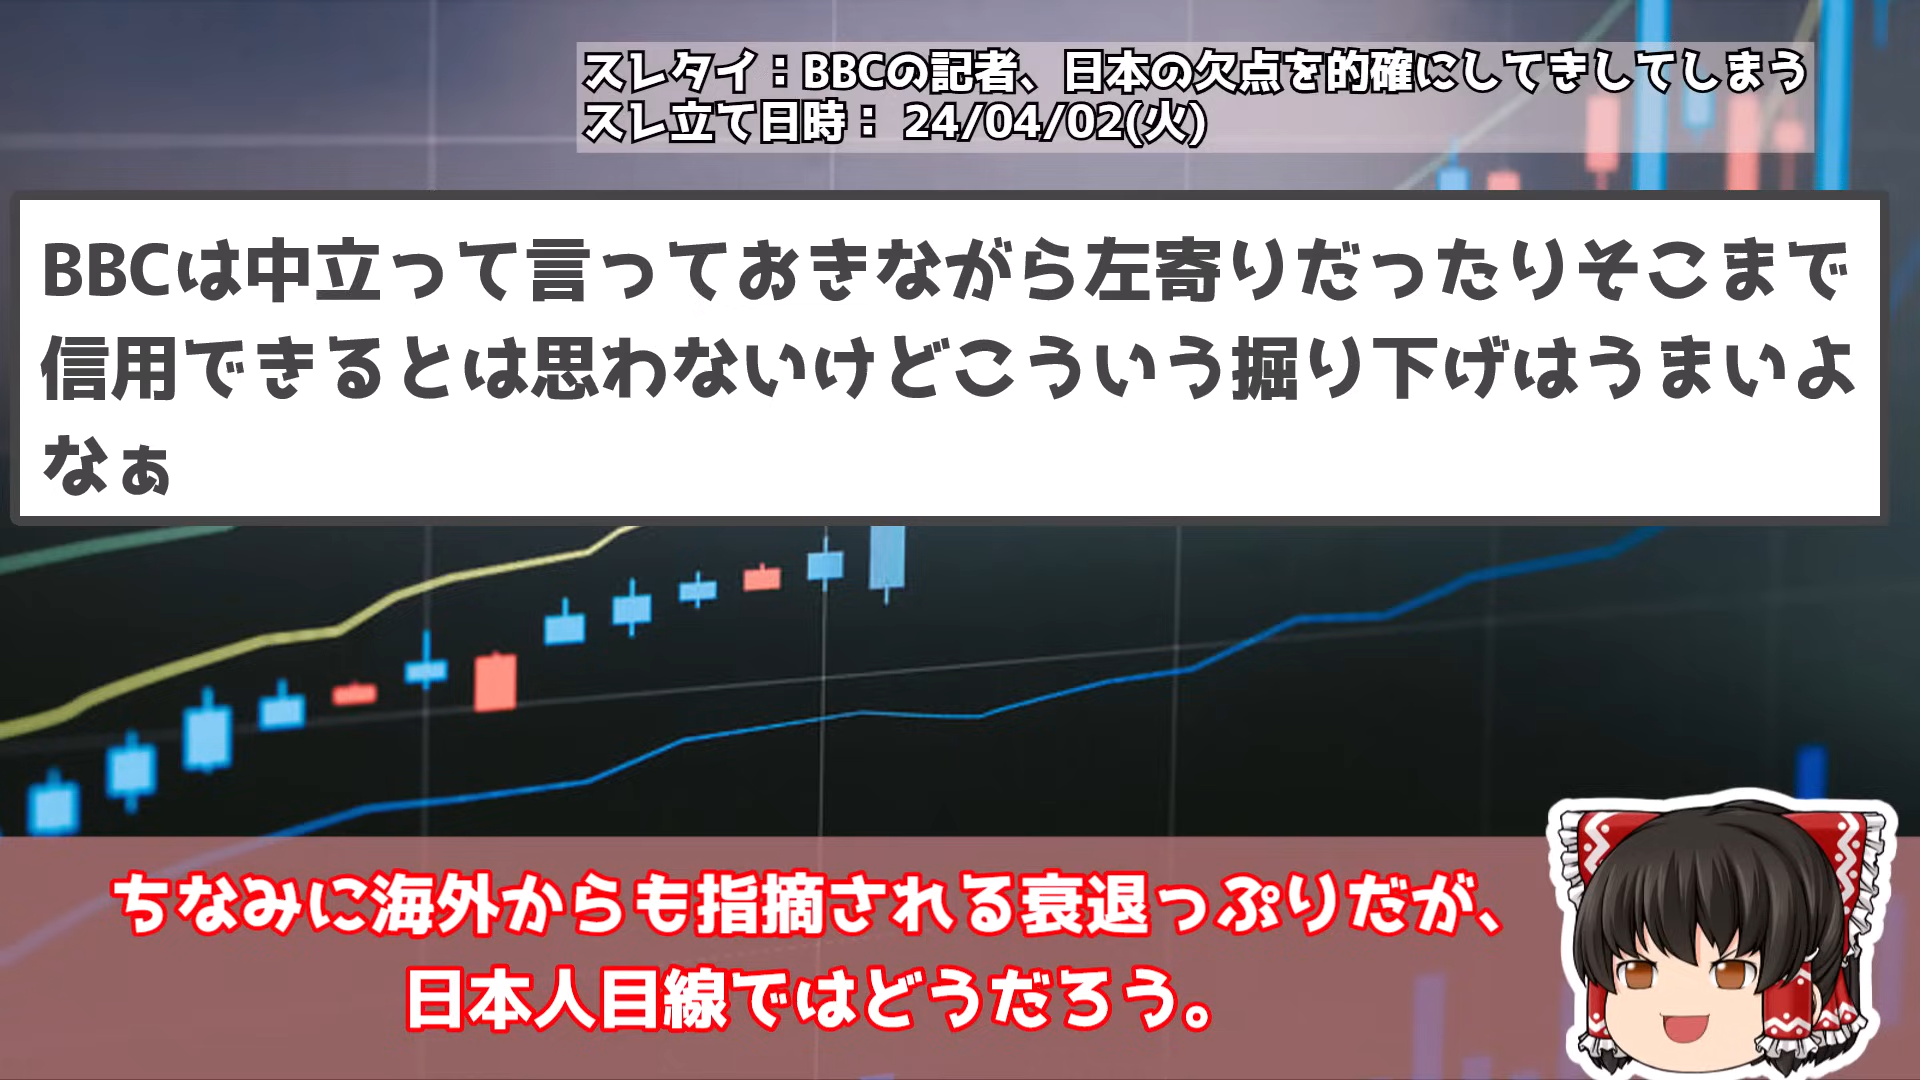 スレタイ：BBCの記者、日本の欠点を的確にしてきしてしまう
スレ立て日時： 24/04/02(火)
BBCは中立って言っておきながら左寄りだったりそこまで
信用できるとは思わないけどこういう掘り下げはうまいよ
なぁ
ちなみに海外からも指摘される衰退っぷりだが、
日本人目線ではどうだろう。